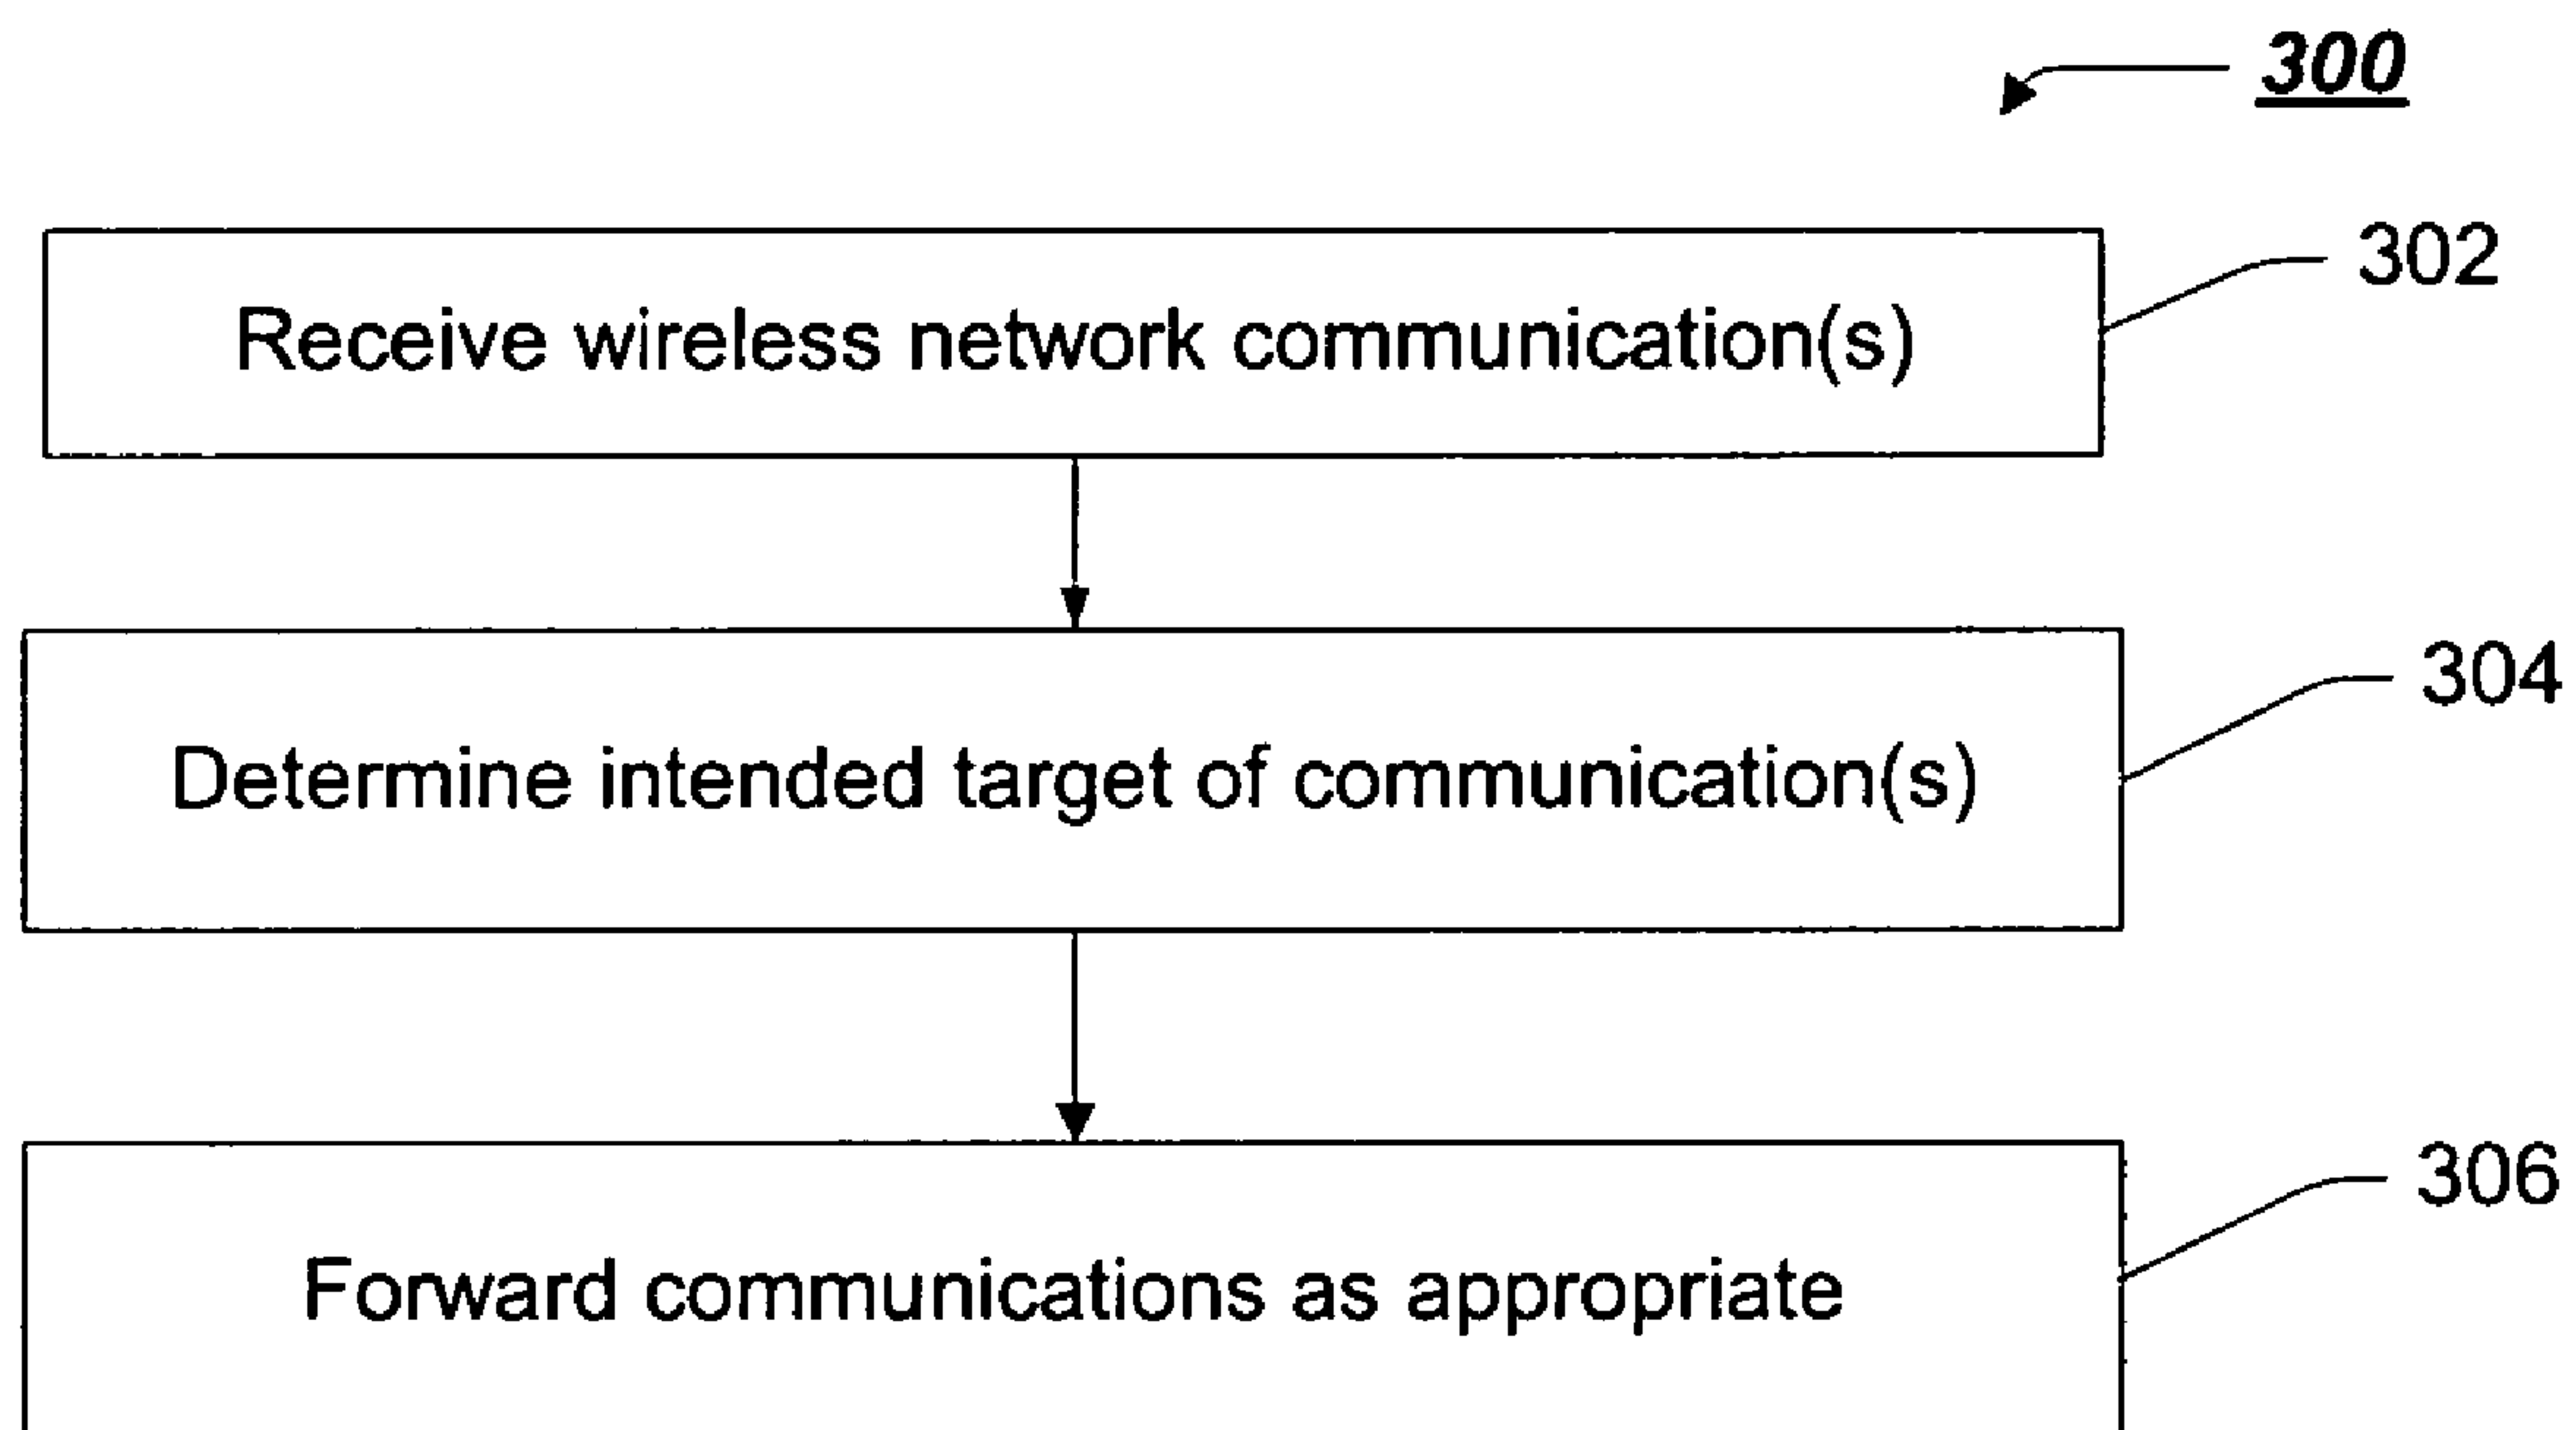 300
Receive wireless network communication(s)
302
Determine intended target of communication(s)
304
Forward communications as appropriate
306